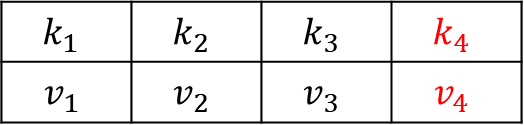 k₁ k₂ k₃ k₄
v₁ v₂ v₃ v₄